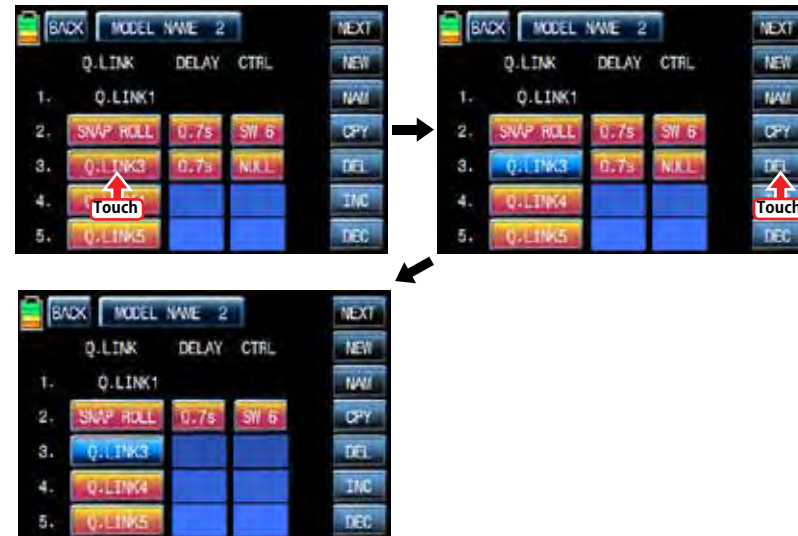 BACK MODEL NAME 2 NEXT
Q.LINK DELAY CTRL NEW
1. Q.LINK1 NAM
2. SNAP ROLL 0.7s SW 6 CPY
3. Q.LINK3 0.7s NULL DEL
4. Touch INC
5. Q.LINK5 DEC
BACK MODEL NAME 2 NEXT
Q.LINK DELAY CTRL NEW
1. Q.LINK1 NAM
2. SNAP ROLL 0.7s SW 6 CPY
3. Q.LINK3 0.7s NULL DEL
4. Q.LINK4 Touch
5. Q.LINK5 DEC
BACK MODEL NAME 2 NEXT
Q.LINK DELAY CTRL NEW
1. Q.LINK1 NAM
2. SNAP ROLL 0.7s SW 6 CPY
3. Q.LINK3 DEL
4. Q.LINK4 INC
5. Q.LINK5 DEC